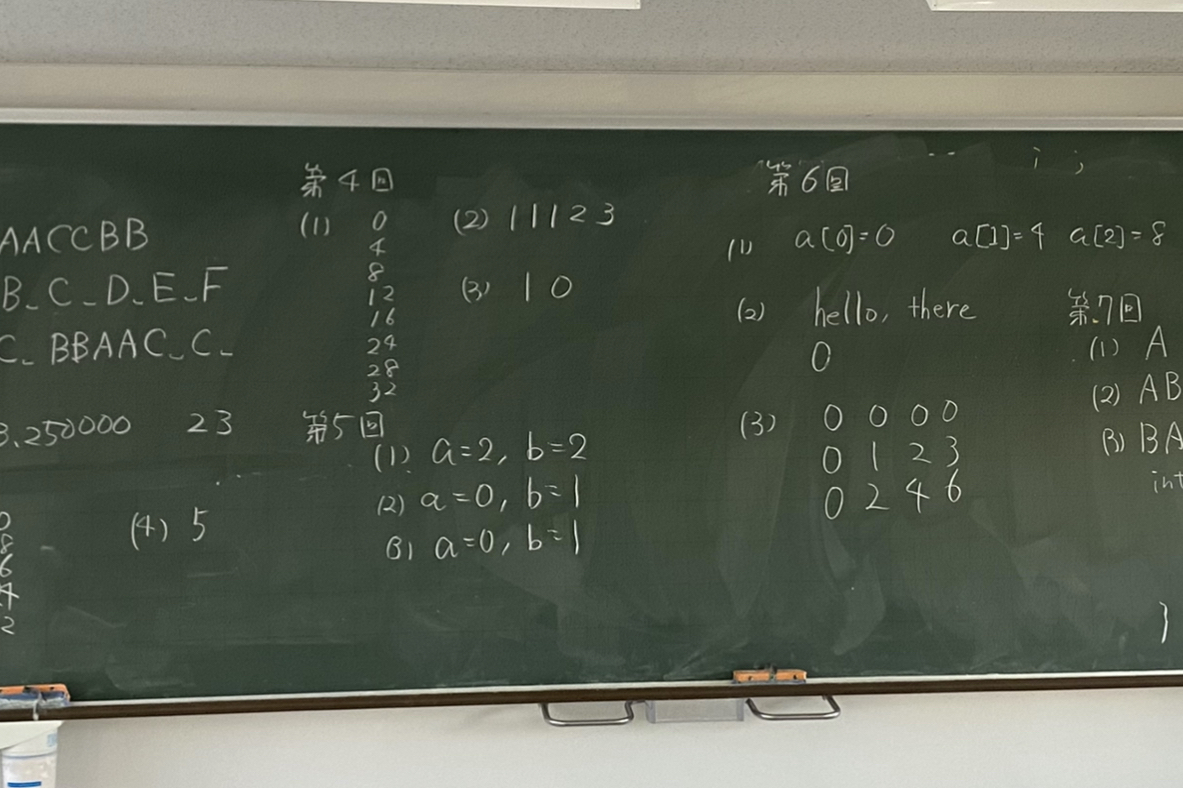 AACCBB
B_C_D_E_F
C_BBAAC_C_
3.250000 23
0
8
6
4
2
(4) 5
第4回
(1) 0
4
8
12
16
24
28
32
(2) 11123
(3) 10
第5回
(1) a=2, b=2
(2) a=0, b=1
(3) a=0, b=1
第6回
(1) a[0]=0 a[1]=4 a[2]=8
(2) hello, there
0
(3) 0 0 0 0
0 1 2 3
0 2 4 6
第7回
(1) A
(2) AB
(3) BA
int
}